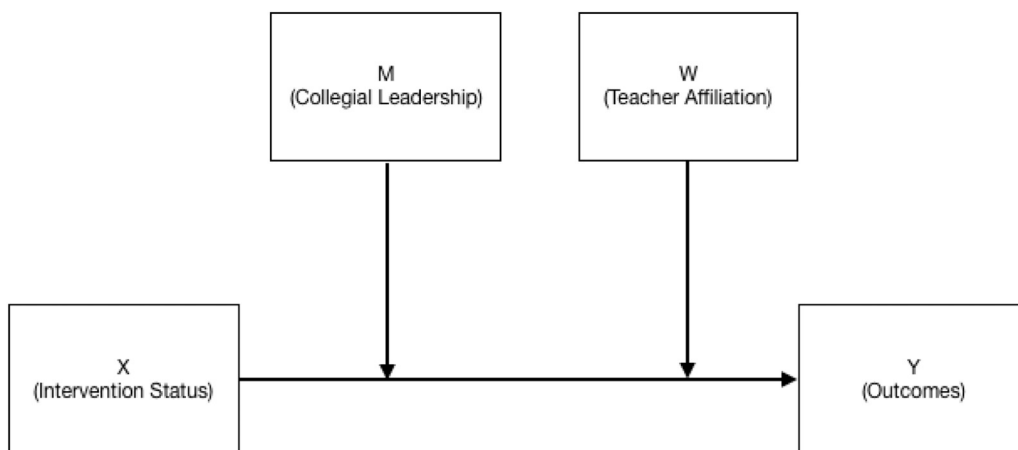 M
(Collegial Leadership)
W
(Teacher Affiliation)
X
(Intervention Status)
Y
(Outcomes)